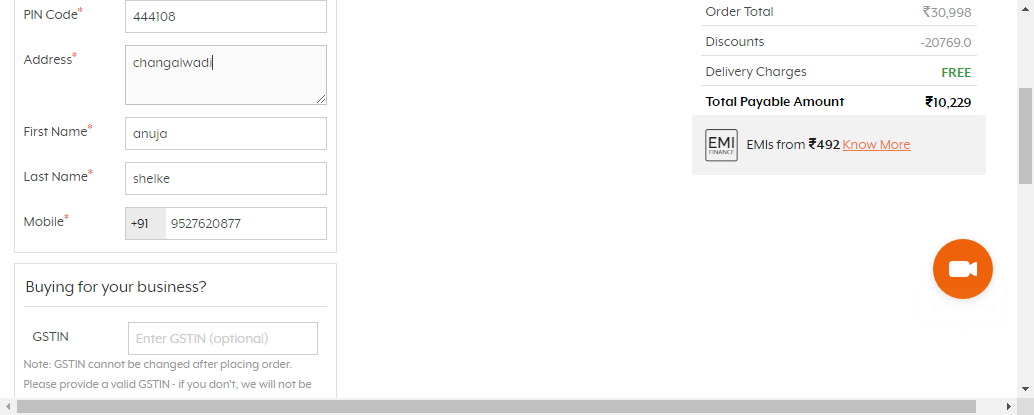 PIN Code*
444108
Address*
changalwadi
First Name*
anuja
Last Name*
shelke
Mobile*
+91 9527620877
Buying for your business?
GSTIN
Enter GSTIN (optional)
Note: GSTIN cannot be changed after placing order.
Please provide a valid GSTIN - if you don't, we will not be
Order Total ₹30,998
Discounts -20769.0
Delivery Charges FREE
Total Payable Amount ₹10,229
EMI
FINANCE
EMIs from ₹492 Know More